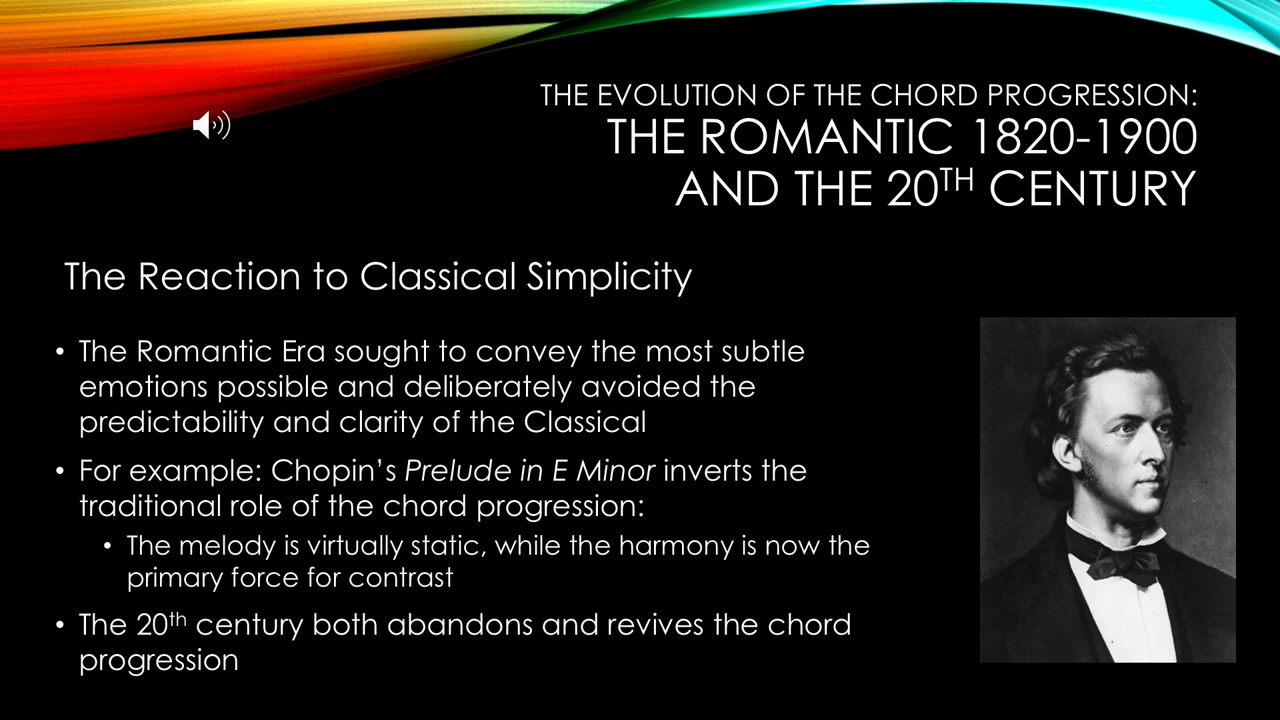 THE EVOLUTION OF THE CHORD PROGRESSION:
THE ROMANTIC 1820-1900
AND THE 20TH CENTURY
The Reaction to Classical Simplicity
• The Romantic Era sought to convey the most subtle
emotions possible and deliberately avoided the
predictability and clarity of the Classical
• For example: Chopin's Prelude in E Minor inverts the
traditional role of the chord progression:
• The melody is virtually static, while the harmony is now the
primary force for contrast
• The 20th century both abandons and revives the chord
progression